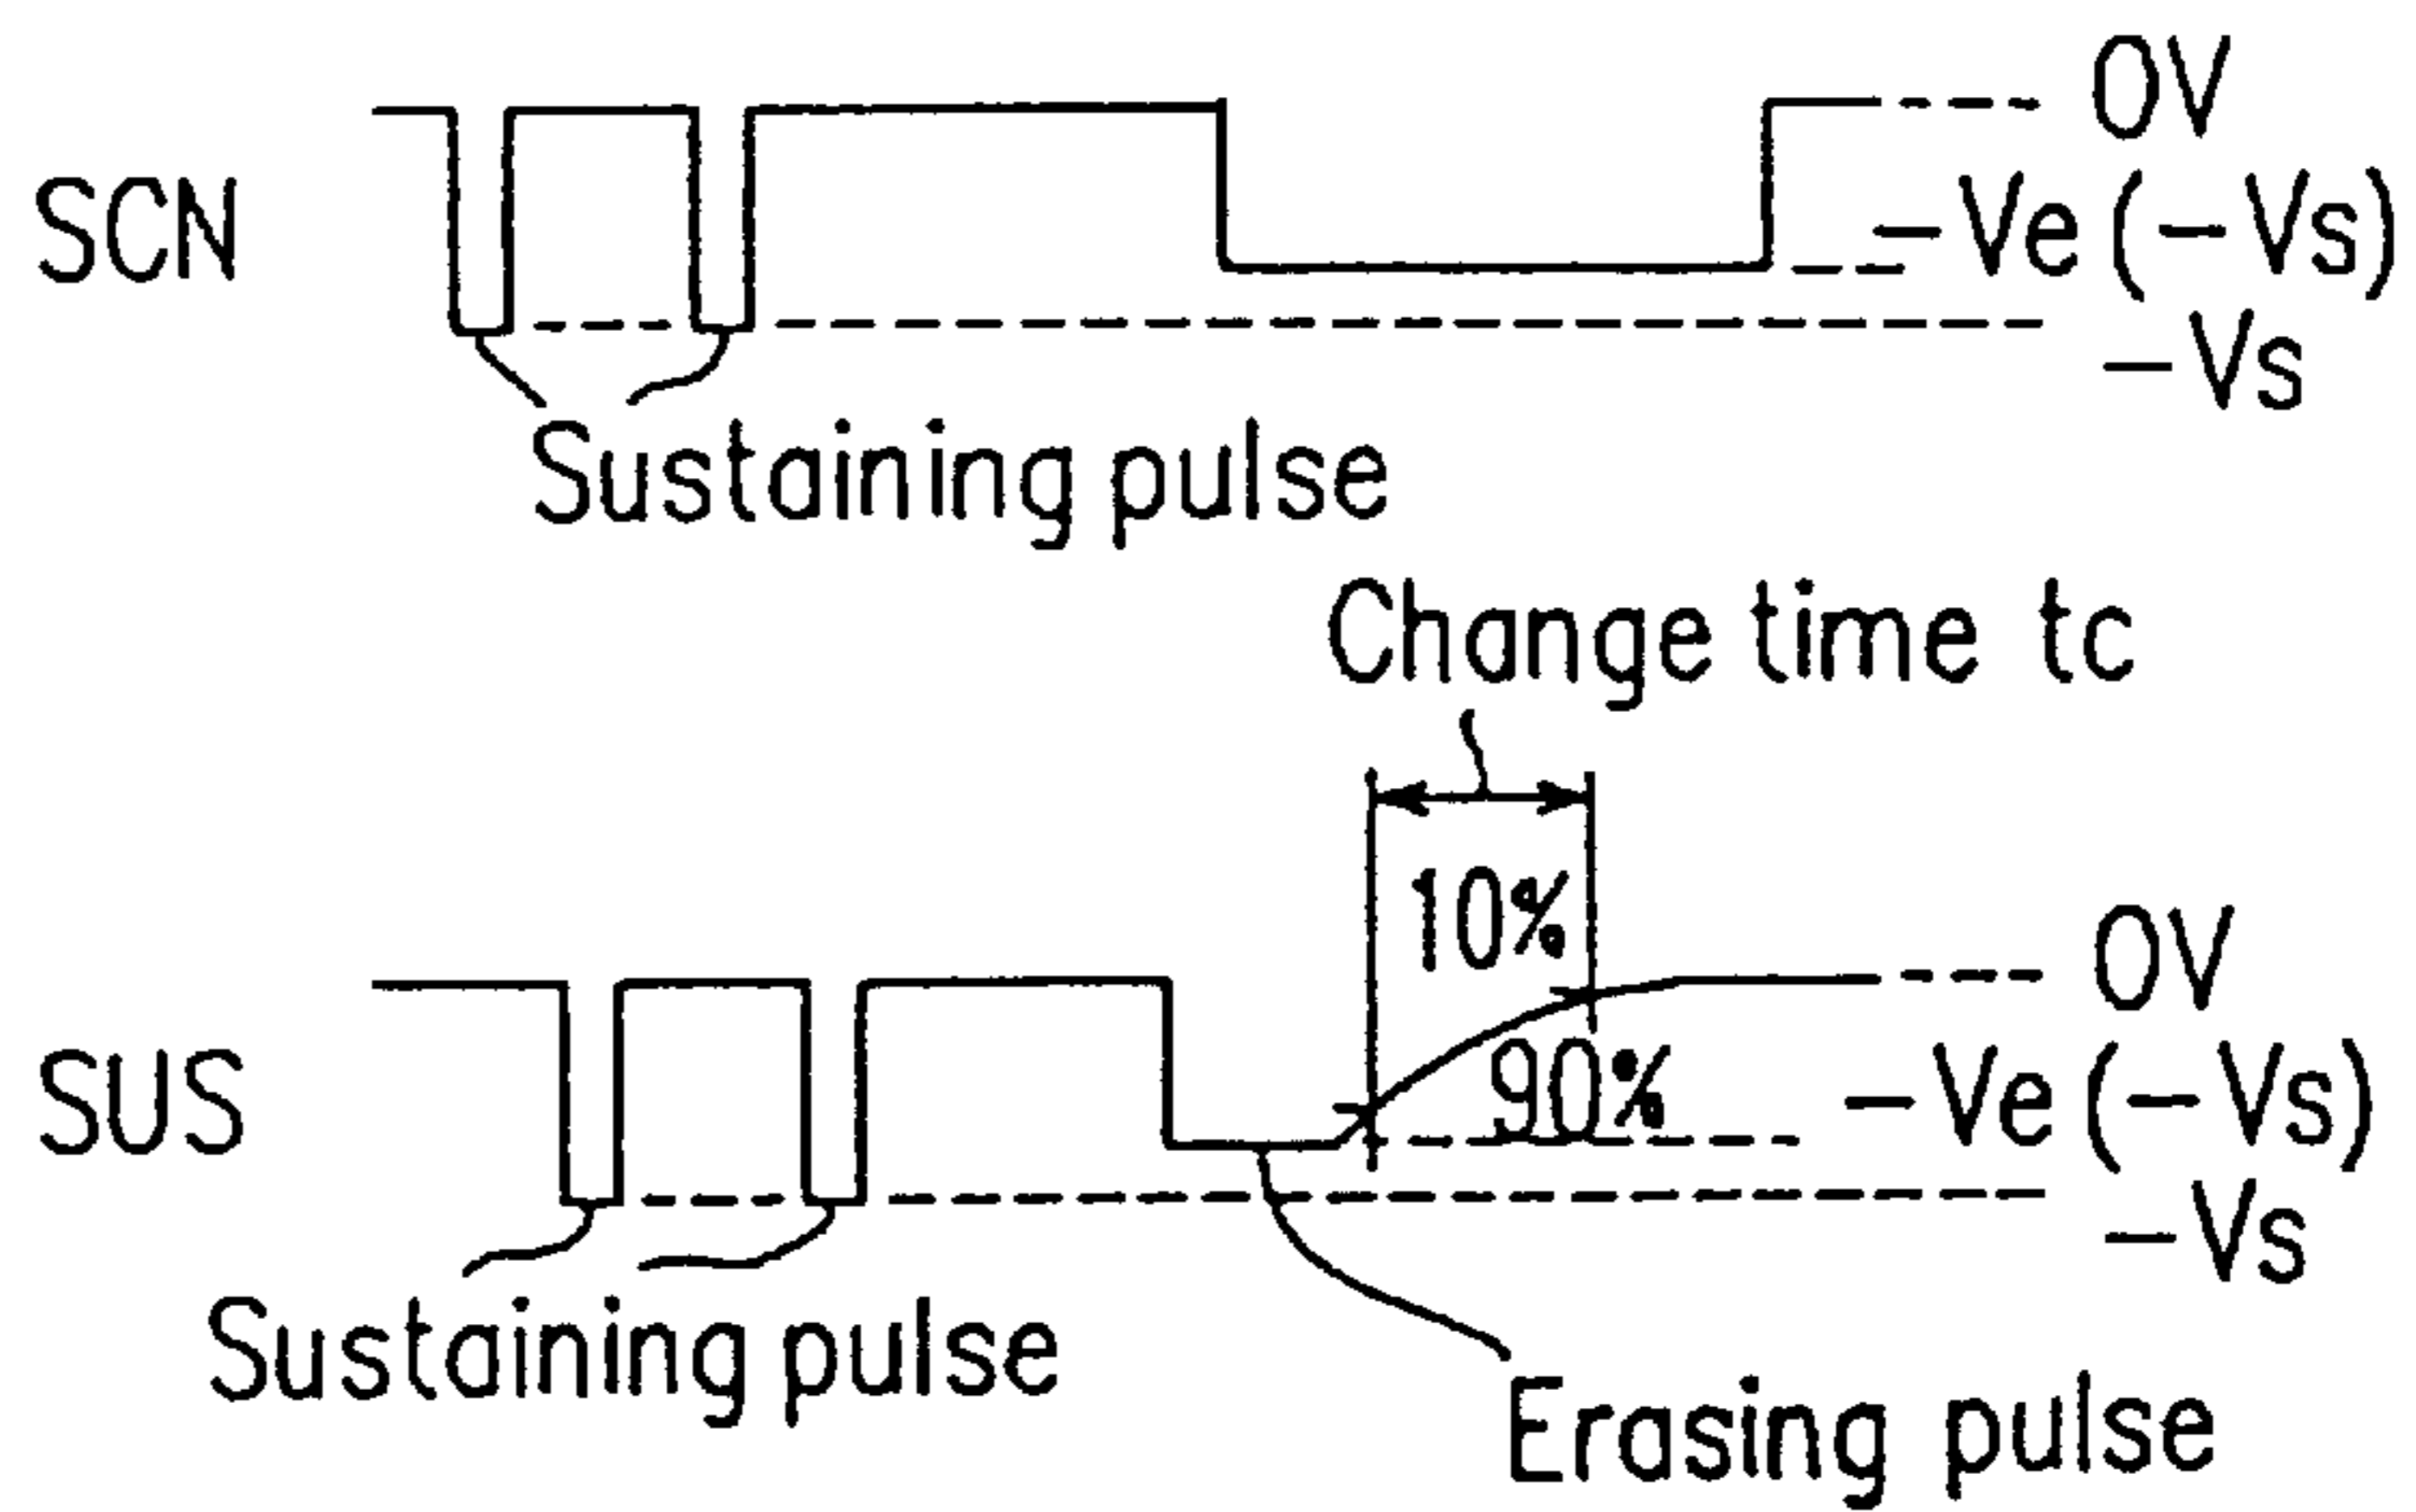 0V
SCN
-Ve (-Vs)
-Vs
Sustaining pulse
Change time tc
10%
0V
90%
SUS
-Ve (-Vs)
-Vs
Sustaining pulse
Erasing pulse